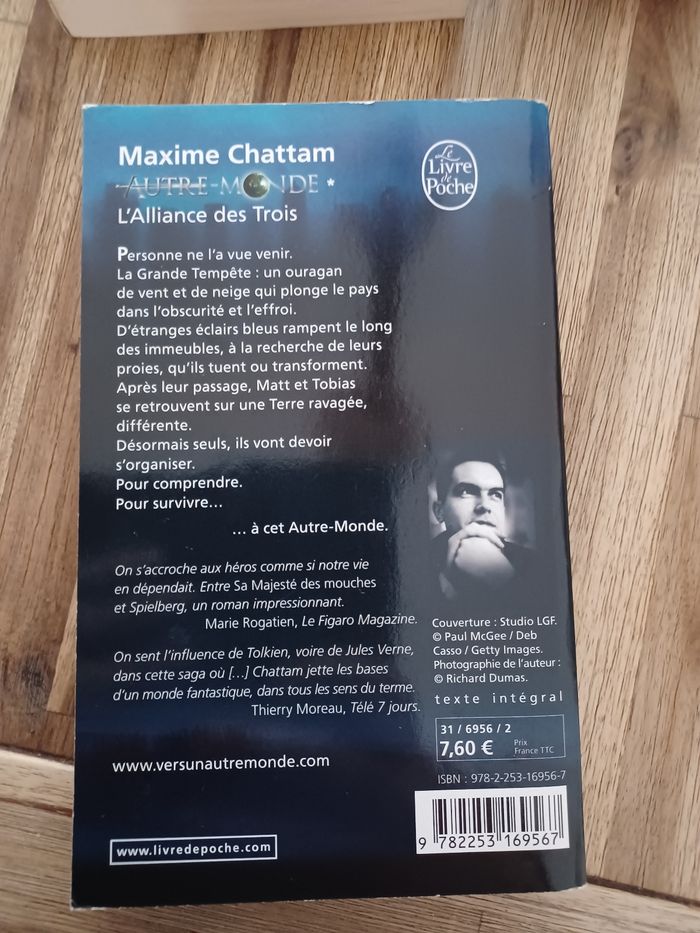 Maxime Chattam
AUTRE-MONDE *
L'Alliance des Trois
Le
Livre
de
Poche
Personne ne l'a vue venir.
La Grande Tempête : un ouragan
de vent et de neige qui plonge le pays
dans l'obscurité et l'effroi.
D'étranges éclairs bleus rampent le long
des immeubles, à la recherche de leurs
proies, qu'ils tuent ou transforment.
Après leur passage, Matt et Tobias
se retrouvent sur une Terre ravagée,
différente.
Désormais seuls, ils vont devoir
s'organiser.
Pour comprendre.
Pour survivre...
... à cet Autre-Monde.
On s'accroche aux héros comme si notre vie
en dépendait. Entre Sa Majesté des mouches
et Spielberg, un roman impressionnant.
Marie Rogatien, Le Figaro Magazine.
On sent l'influence de Tolkien, voire de Jules Verne,
dans cette saga où [...] Chattam jette les bases
d'un monde fantastique, dans tous les sens du terme.
Thierry Moreau, Télé 7 jours.
www.versunautremonde.com
www.livredepoche.com
Couverture : Studio LGF.
© Paul McGee / Deb
Casso / Getty Images.
Photographie de l'auteur :
© Richard Dumas.
texte intégral
31 / 6956 / 2
7,60 € Prix
France TTC
ISBN : 978-2-253-16956-7
9 782253 169567